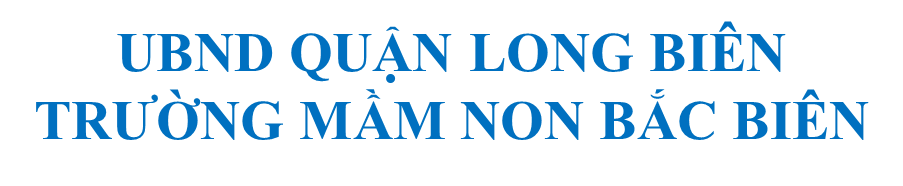 UBND QUẬN LONG BIÊN
TRƯỜNG MẦM NON BẮC BIÊN